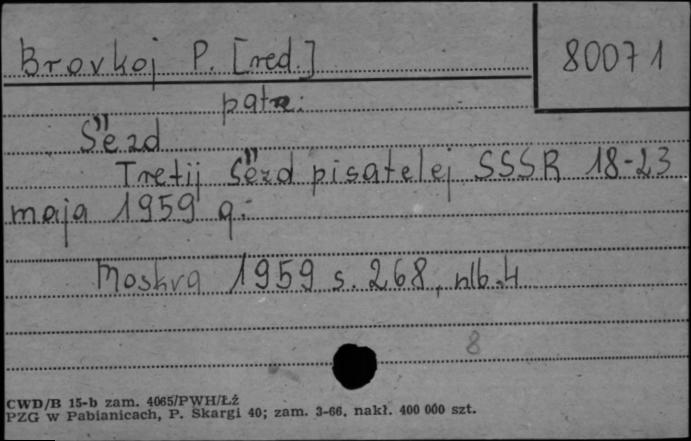 Brovkoj P. [red.]
80071
patrz:
S"ezd
Tretij S"ezd pisatelej SSSR 18-23
maja 1959 g.
Moskva 1959 s. 268, nlb. 4
8
CWD/B 15-b zam. 4065/PWH/Łż
PZG w Pabianicach, P. Skargi 40; zam. 3-66. nakł. 400 000 szt.